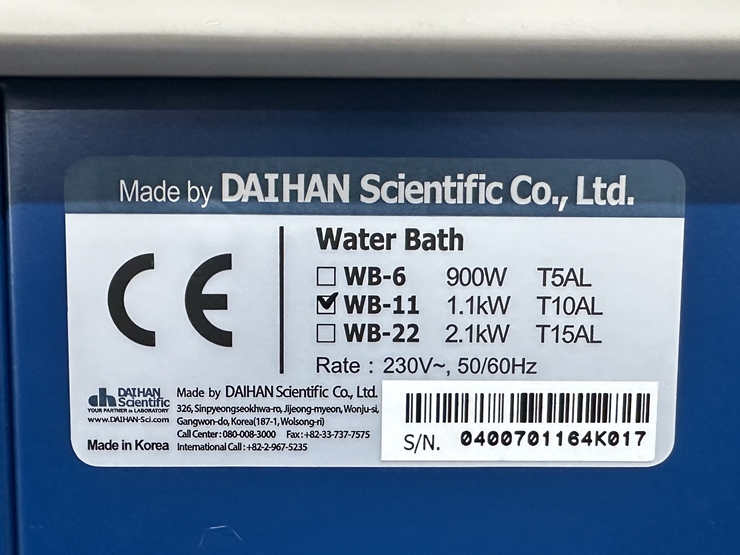 Made by DAIHAN Scientific Co., Ltd.
CE
Water Bath
☐ WB-6 900W T5AL
☑ WB-11 1.1kW T10AL
☐ WB-22 2.1kW T15AL
Rate : 230V~, 50/60Hz
dh DAIHAN Scientific
YOUR PARTNER in LABORATORY
www.DAIHAN-Sci.com
Made in Korea
Made by DAIHAN Scientific Co., Ltd.
326, Sinpyeongseokhwa-ro, Jijeong-myeon, Wonju-si,
Gangwon-do, Korea(187-1, Wolsong-ri)
Call Center : 080-008-3000 Fax : +82-33-737-7575
International Call : +82-2-967-5235
S/N. 0400701164K017